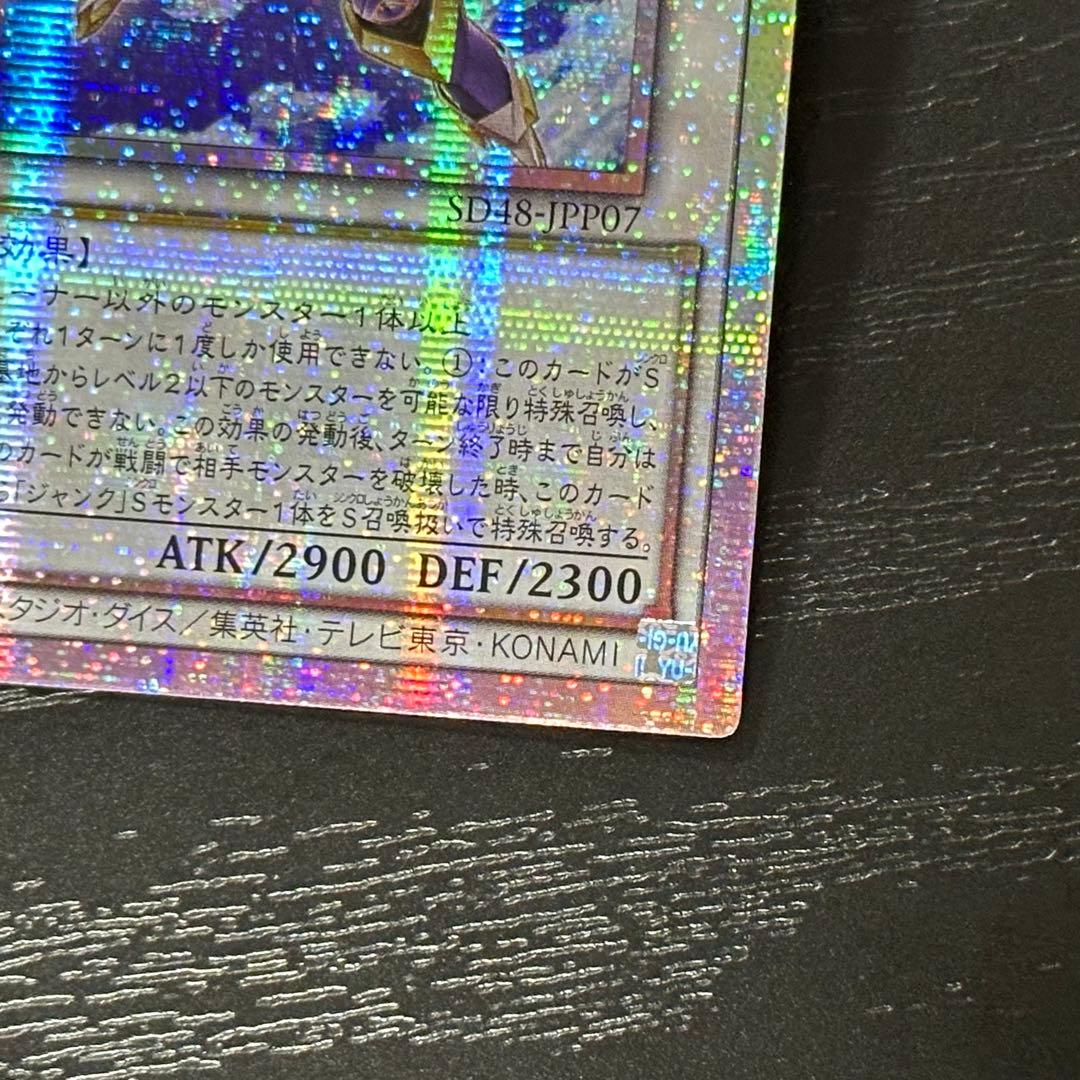 SD48-JPP07
効果】
ーナー以外のモンスター1体以上
ぞれ1ターンに1度しか使用できない。①:このカードがS
墓地からレベル2以下のモンスターを可能な限り特殊召喚し、
発動できない。この効果の発動後、ターン終了時まで自分は
のカードが戦闘で相手モンスターを破壊した時、このカード
ら「ジャンク」Sモンスター1体をS召喚扱いで特殊召喚する。
ATK/2900 DEF/2300
スタジオ・ダイス/集英社・テレビ東京・KONAMI